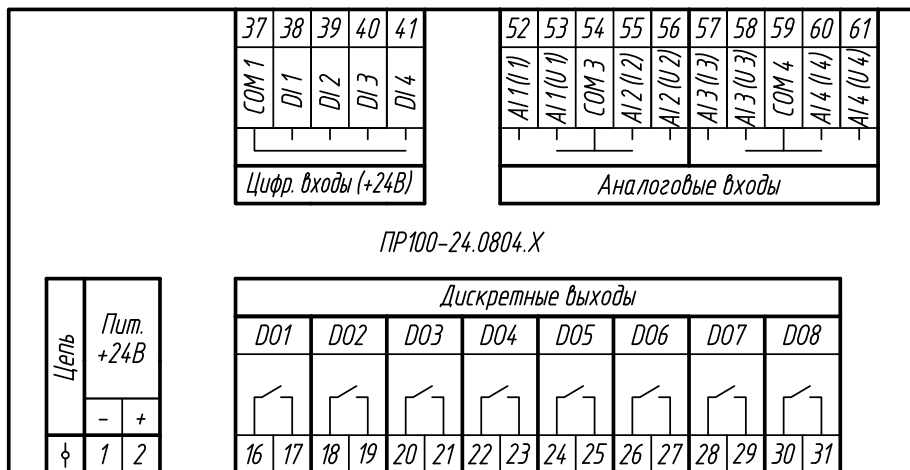 37 38 39 40 41
COM 1 DI 1 DI 2 DI 3 DI 4
Цифр. входы (+24В)
52 53 54 55 56 57 58 59 60 61
AI 1 (I 1) AI 1 (U 1) COM 3 AI 2 (I 2) AI 2 (U 2) AI 3 (I 3) AI 3 (U 3) COM 4 AI 4 (I 4) AI 4 (U 4)
Аналоговые входы
ПР100-24.0804.X
Цепь
Пит.
+24В
- +
1 2
Дискретные выходы
DO1 DO2 DO3 DO4 DO5 DO6 DO7 DO8
16 17 18 19 20 21 22 23 24 25 26 27 28 29 30 31